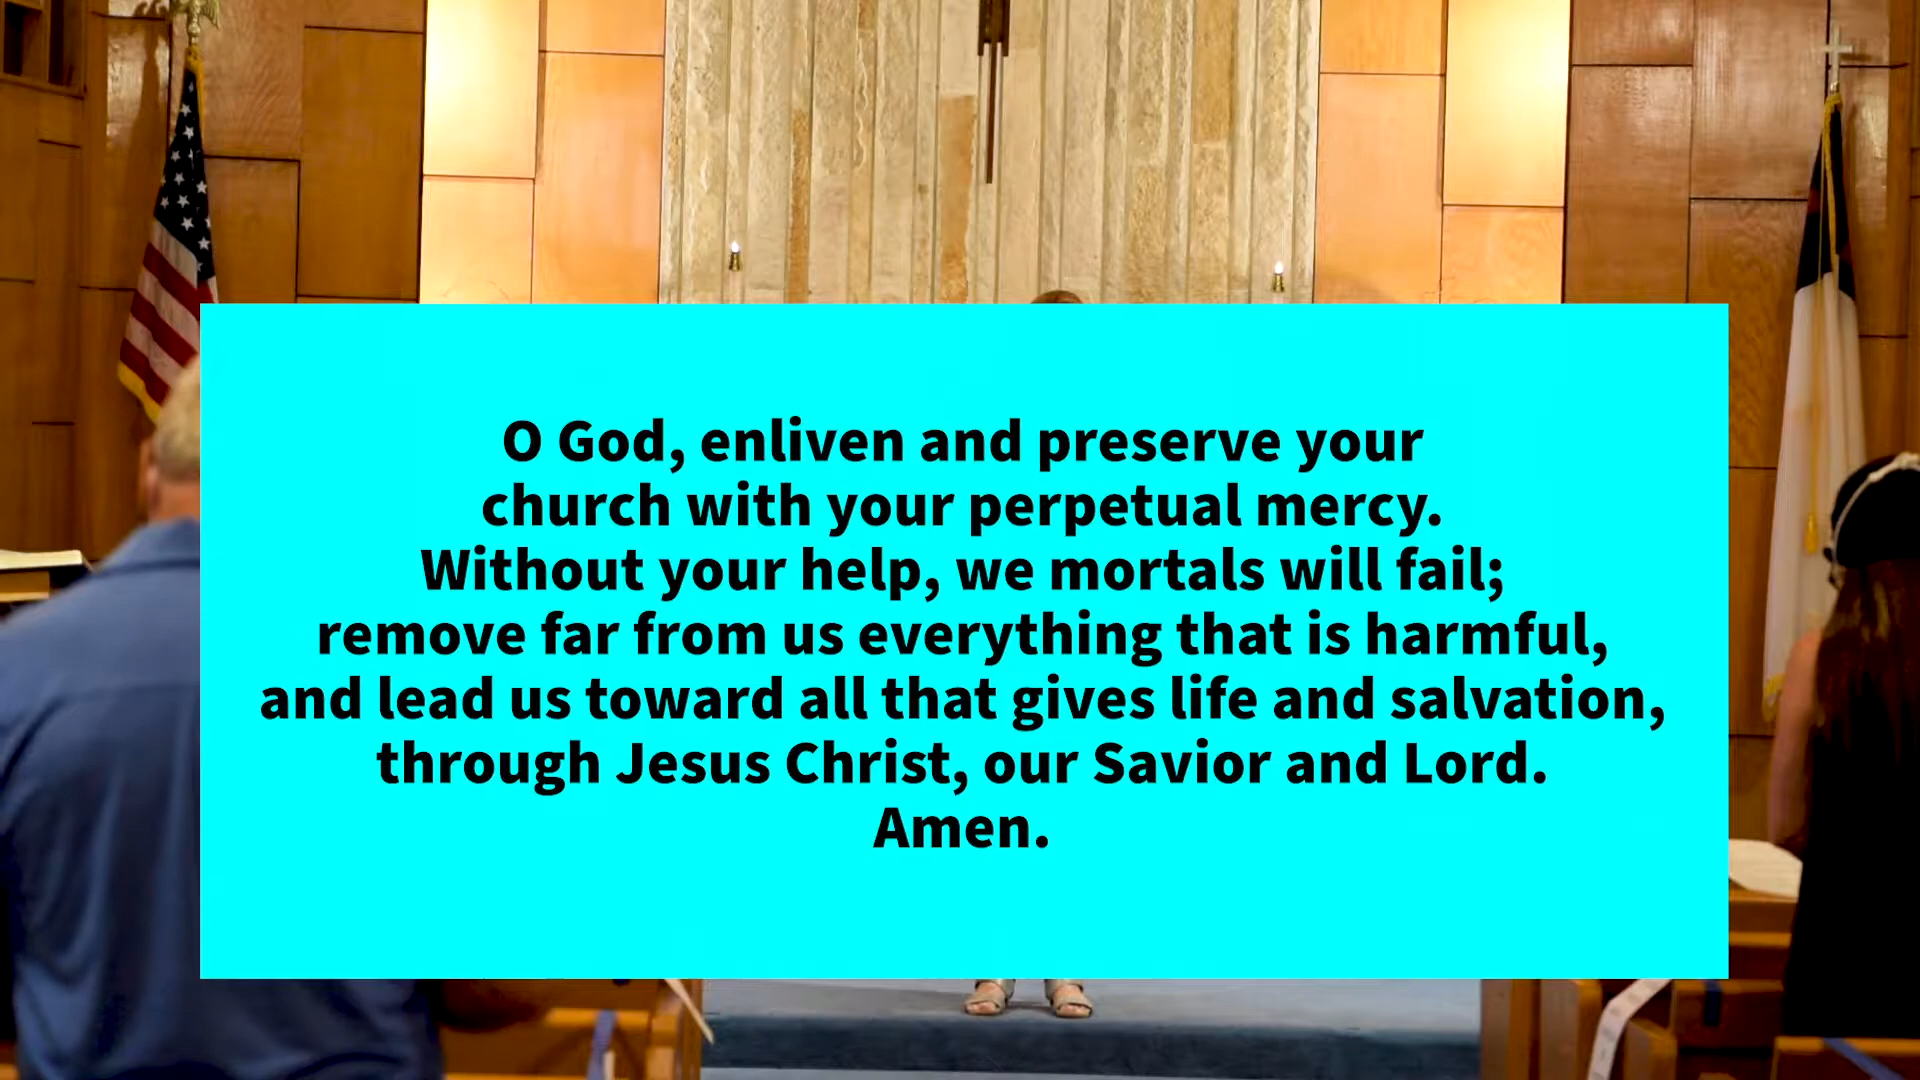 O God, enliven and preserve your
church with your perpetual mercy.
Without your help, we mortals will fail;
remove far from us everything that is harmful,
and lead us toward all that gives life and salvation,
through Jesus Christ, our Savior and Lord.
Amen.